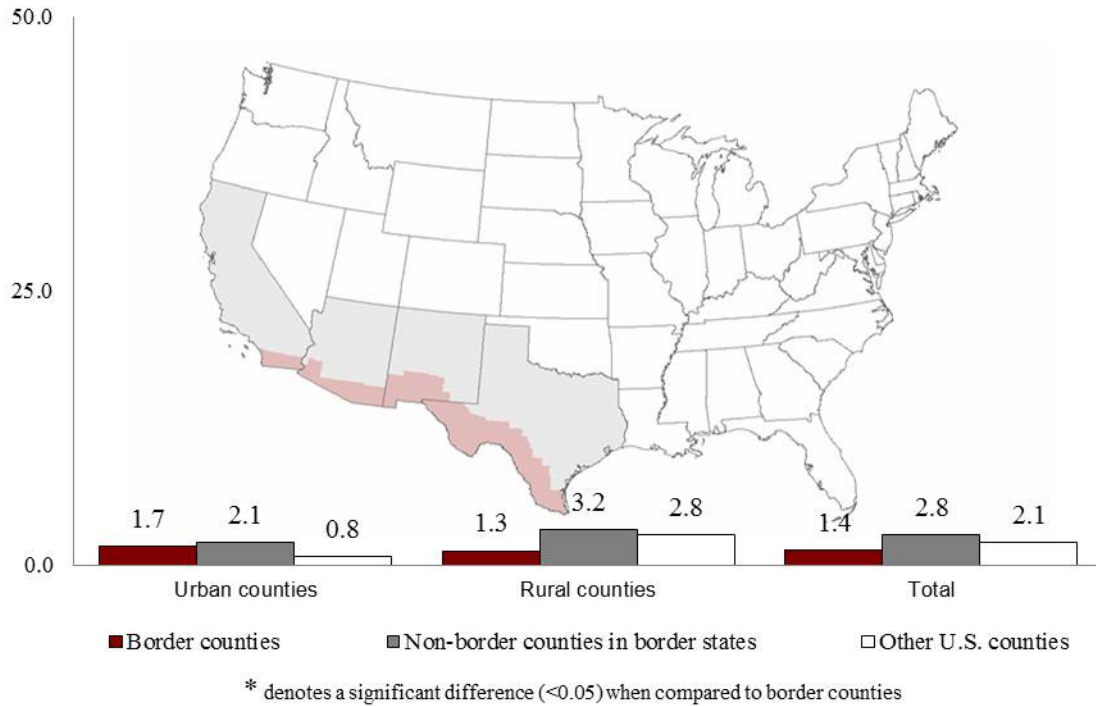 50.0
25.0
0.0
1.7 2.1 0.8 1.3 3.2 2.8 1.4 2.8 2.1
Urban counties Rural counties Total
Border counties Non-border counties in border states Other U.S. counties
* denotes a significant difference (<0.05) when compared to border counties